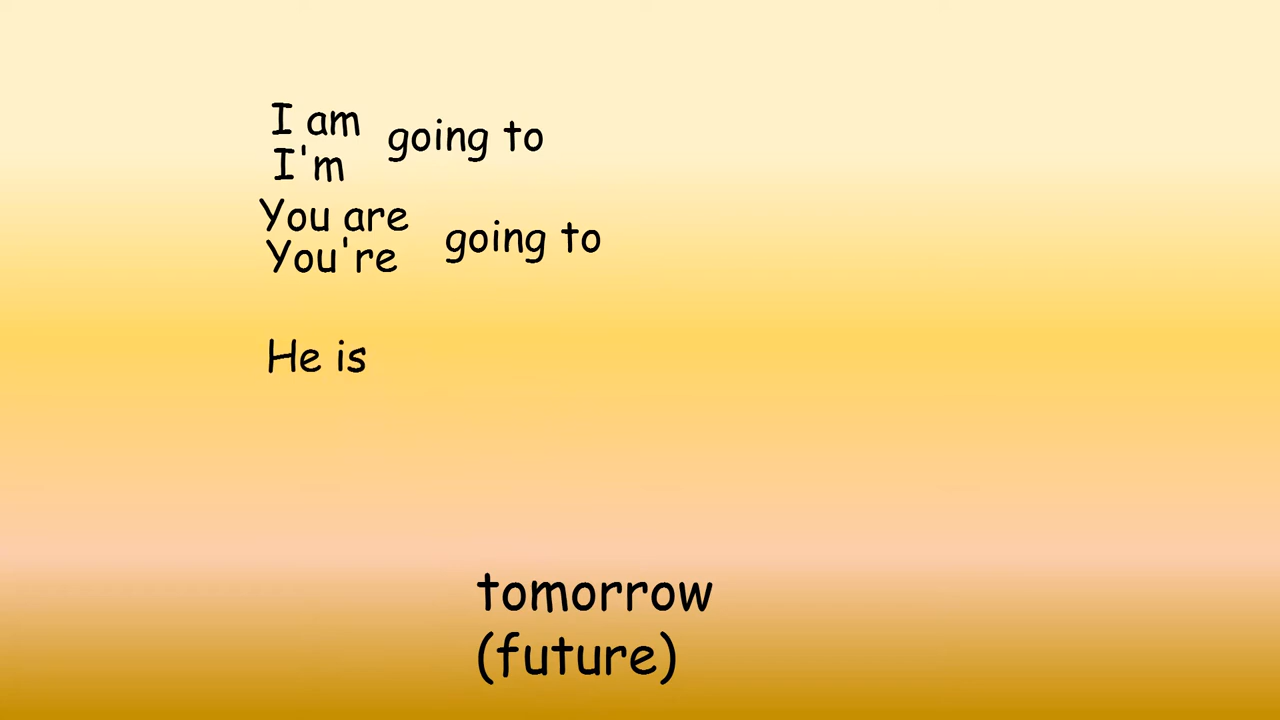 I am
I'm
going to
You are
You're
going to
He is
tomorrow
(future)